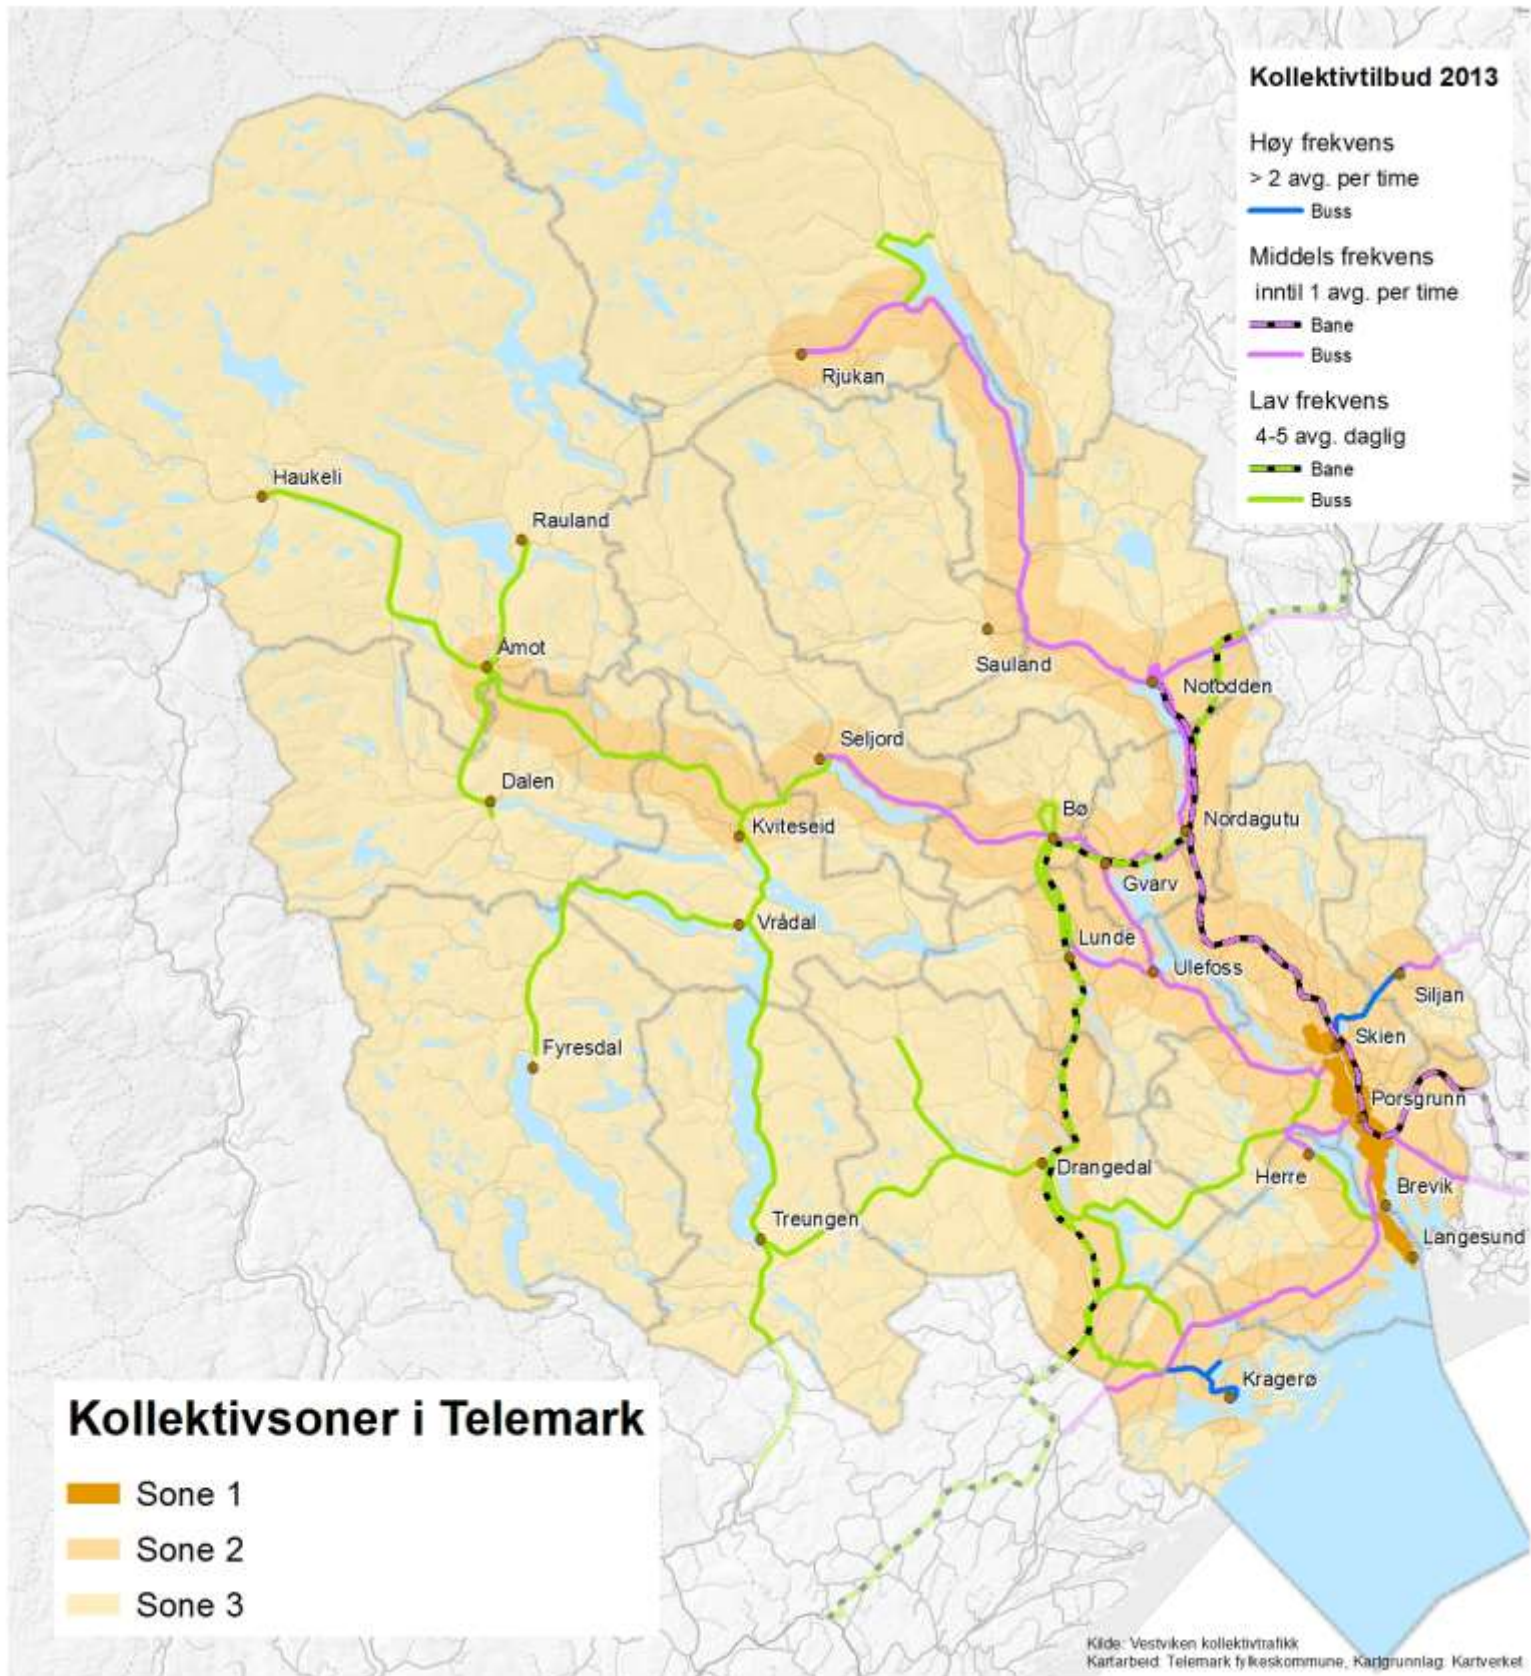 Kollektivtilbud 2013
Høy frekvens
> 2 avg. per time
Buss
Middels frekvens
inntil 1 avg. per time
Bane
Buss
Lav frekvens
4-5 avg. daglig
Bane
Buss
Rjukan
Haukeli
Rauland
Åmot
Sauland
Notodden
Seljord
Dalen
Bø
Nordagutu
Kviteseid
Gvarv
Vrådal
Lunde
Ulefoss
Siljan
Skien
Fyresdal
Porsgrunn
Drangedal
Herre
Brevik
Treungen
Langesund
Kragerø
Kollektivsoner i Telemark
Sone 1
Sone 2
Sone 3
Kilde: Vestviken kollektivtrafikk
Kartarbeid: Telemark fylkeskommune, Kartgrunnlag: Kartverket